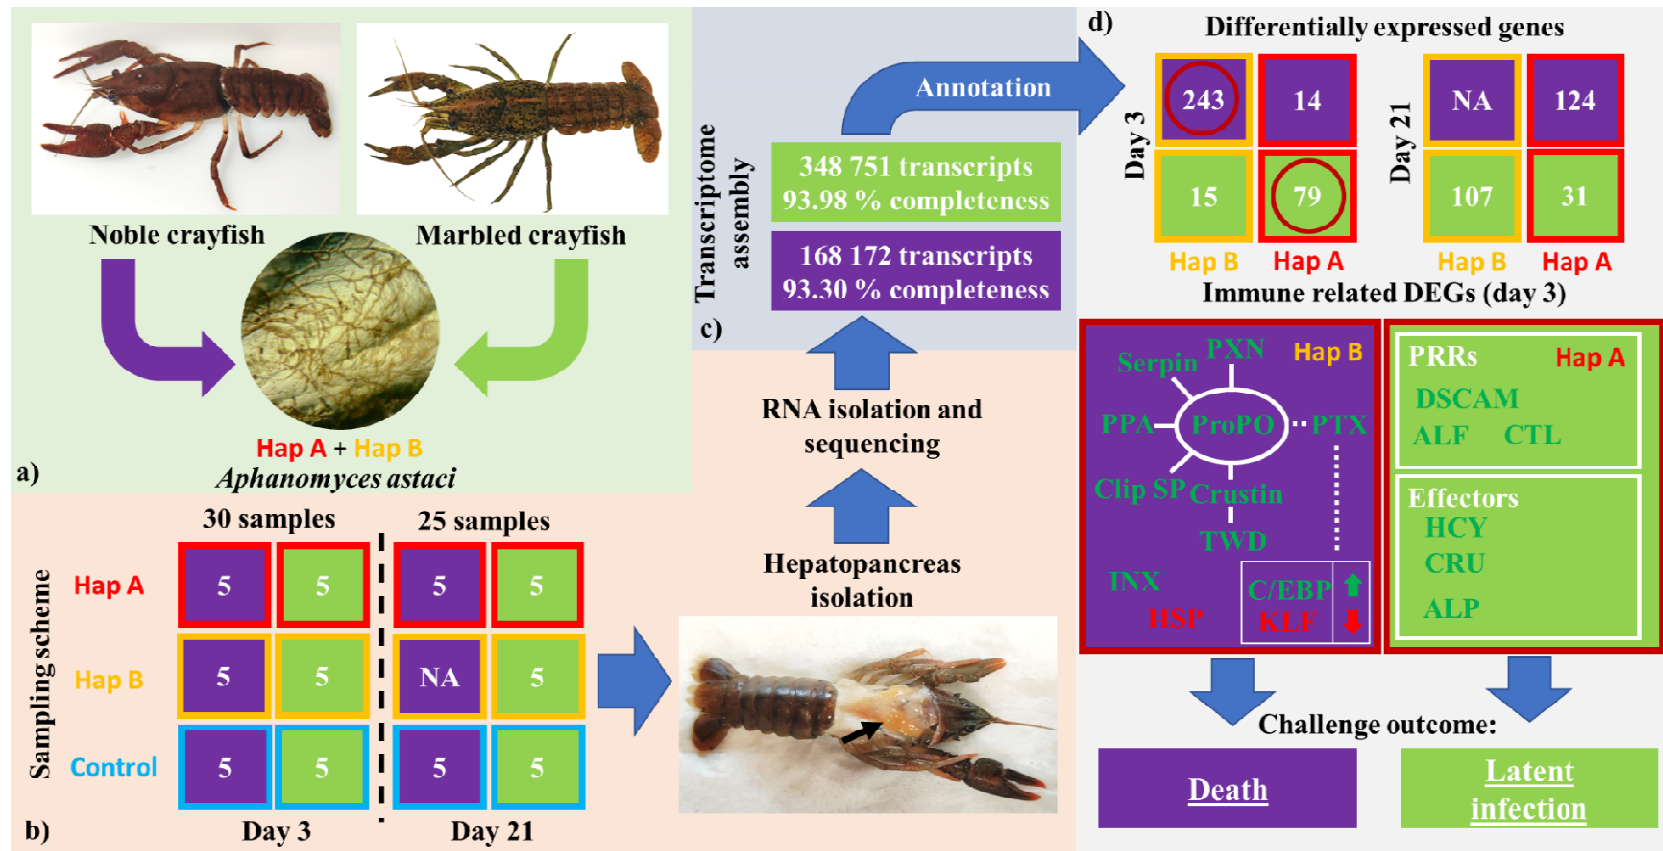 Noble crayfish
Marbled crayfish
Hap A + Hap B
Aphanomyces astaci
a)
30 samples
25 samples
Sampling scheme
Hap A
5
5
5
5
Hap B
5
5
NA
5
Control
5
5
5
5
b)
Day 3
Day 21
Hepatopancreas
isolation
RNA isolation and
sequencing
c)
Transcriptome
assembly
348 751 transcripts
93.98 % completeness
168 172 transcripts
93.30 % completeness
Annotation
d)
Differentially expressed genes
Day 3
243
14
15
79
Hap B
Hap A
Day 21
NA
124
107
31
Hap B
Hap A
Immune related DEGs (day 3)
Hap B
Serpin
PXN
PPA
ProPO
PTX
Clip SP
Crustin
TWD
INX
HSP
C/EBP
KLF
PRRs
Hap A
DSCAM
ALF CTL
Effectors
HCY
CRU
ALP
Challenge outcome:
Death
Latent
infection